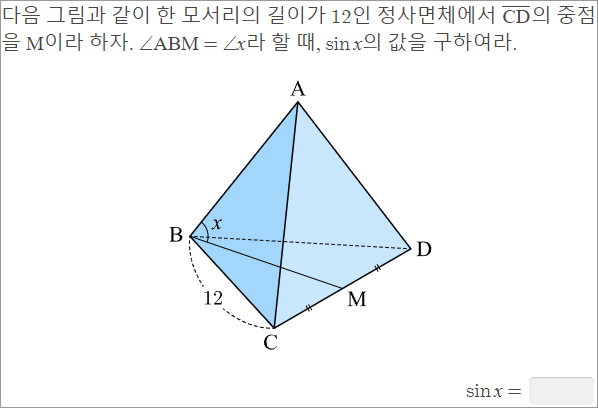 다음 그림과 같이 한 모서리의 길이가 12인 정사면체에서 CD의 중점
을 M이라 하자. ∠ABM = ∠x라 할 때, sin x의 값을 구하여라.
A
B
x
D
12
M
C
sin x =